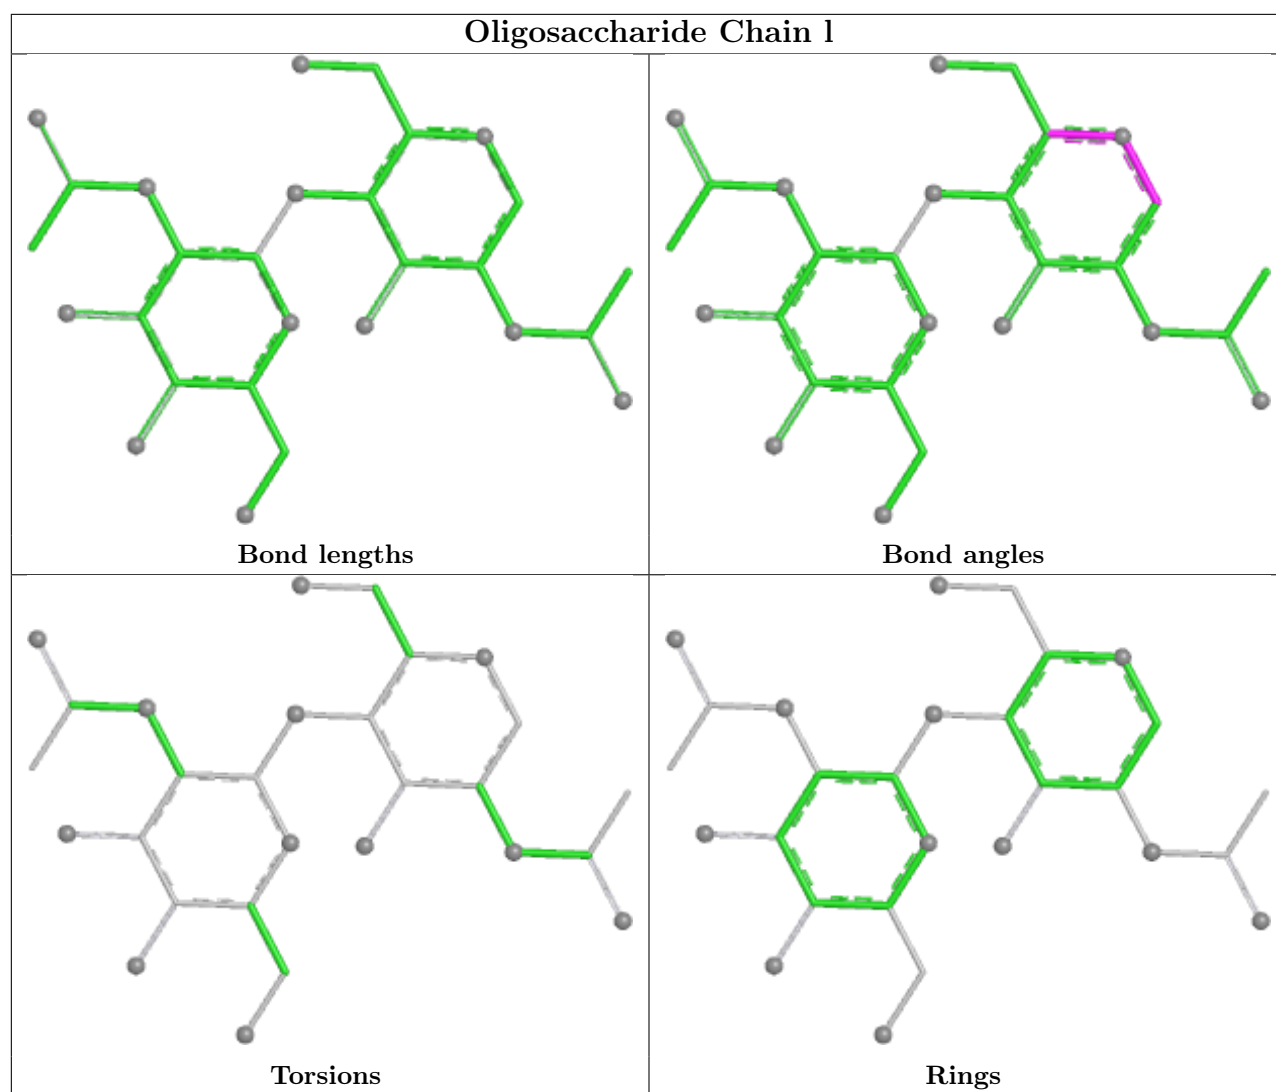 Oligosaccharide Chain l
Bond lengths
Bond angles
Torsions
Rings